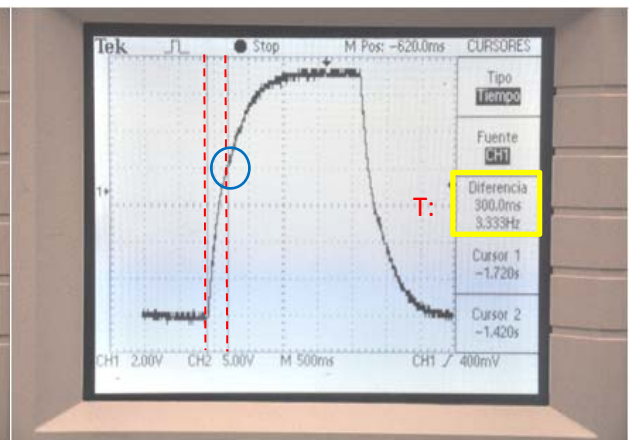 Tek ● Stop M Pos: -620.0ms CURSORES
Tipo
Tiempo
Fuente
CH1
T:
Diferencia
300.0ms
3.333Hz
Cursor 1
-1.720s
Cursor 2
-1.420s
1
CH1 2.00V CH2 5.00V M 500ms CH1 400mV